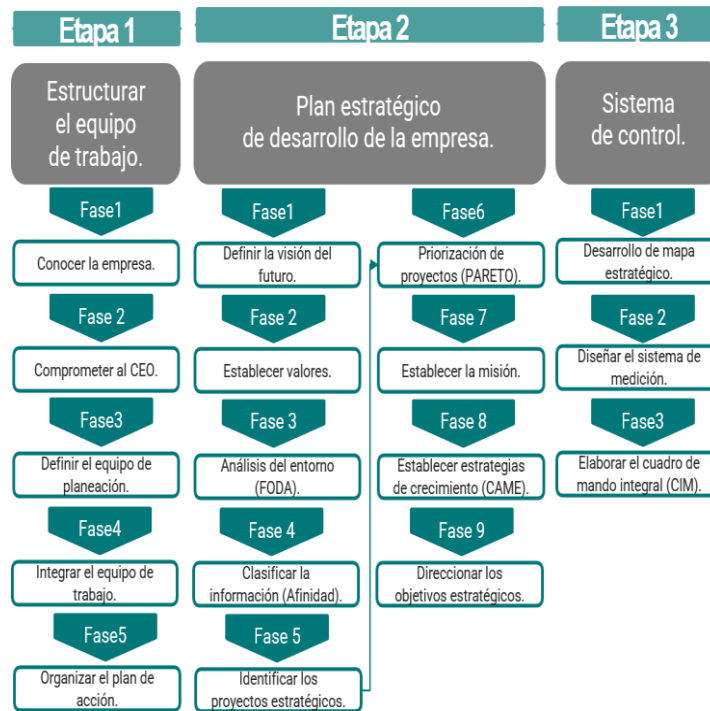 Etapa 1
Estructurar
el equipo
de trabajo.
Fase1
Conocer la empresa.
Fase 2
Comprometer al CEO.
Fase3
Definir el equipo de
planeación.
Fase4
Integrar el equipo de
trabajo.
Fase5
Organizar el plan de
acción.
Etapa 2
Plan estratégico
de desarrollo de la empresa.
Fase1
Definir la visión del
futuro.
Fase 2
Establecer valores.
Fase 3
Análisis del entorno
(FODA).
Fase 4
Clasificar la
información (Afinidad).
Fase 5
Identificar los
proyectos estratégicos.
Fase6
Priorización de
proyectos (PARETO).
Fase 7
Establecer la misión.
Fase 8
Establecer estrategias
de crecimiento (CAME).
Fase 9
Direccionar los
objetivos estratégicos.
Etapa 3
Sistema
de control.
Fase1
Desarrollo de mapa
estratégico.
Fase 2
Diseñar el sistema de
medición.
Fase3
Elaborar el cuadro de
mando integral (CIM).